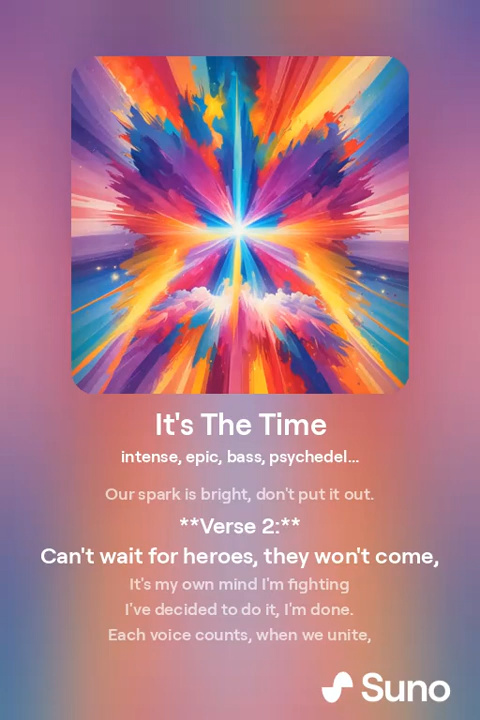 It's The Time
intense, epic, bass, psychedel...
Our spark is bright, don't put it out.
**Verse 2:**
Can't wait for heroes, they won't come,
It's my own mind I'm fighting
I've decided to do it, I'm done.
Each voice counts, when we unite,
Suno